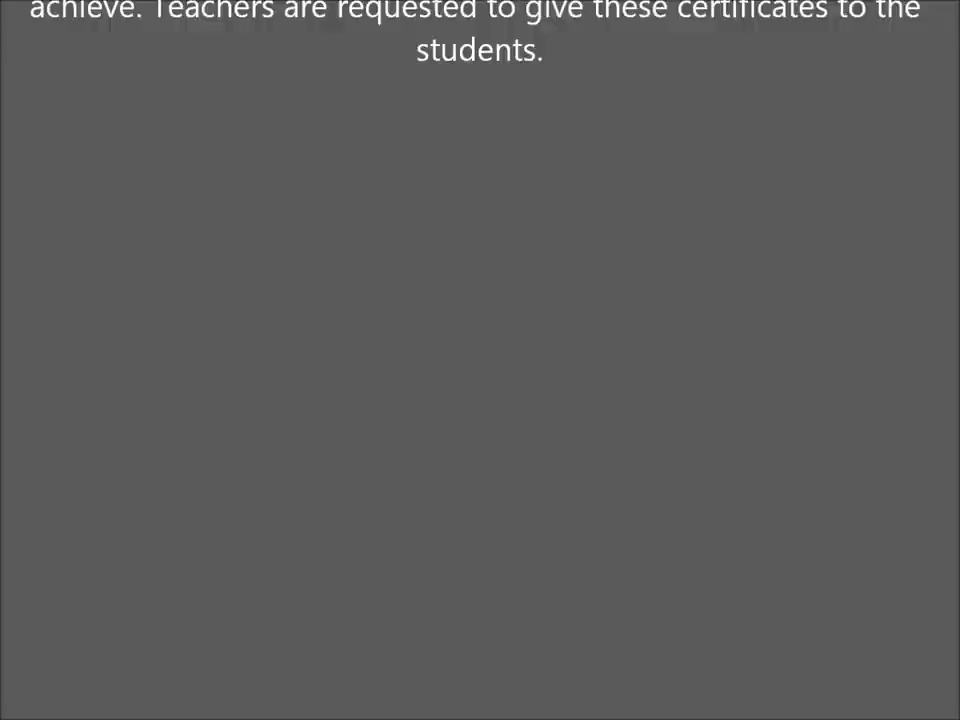 achieve. Teachers are requested to give these certificates to the
students.